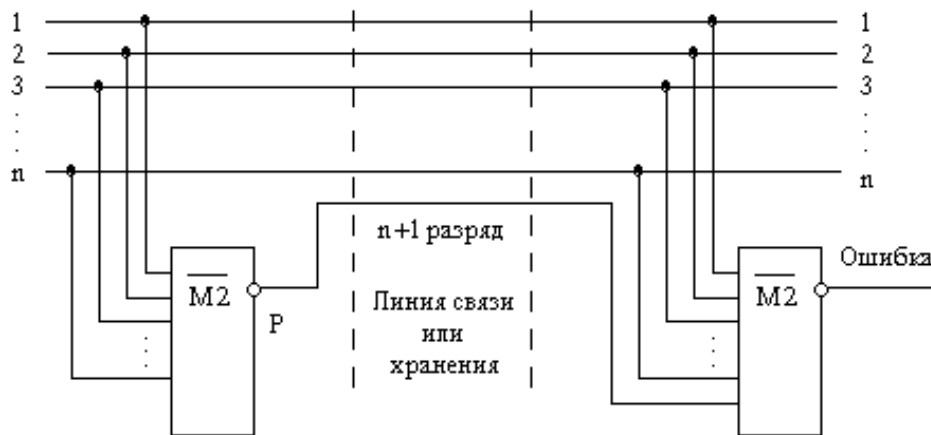 1 1
2 2
3 3
n n
n+1 разряд
Ошибка
M2 M2
P
Линия связи
или
хранения